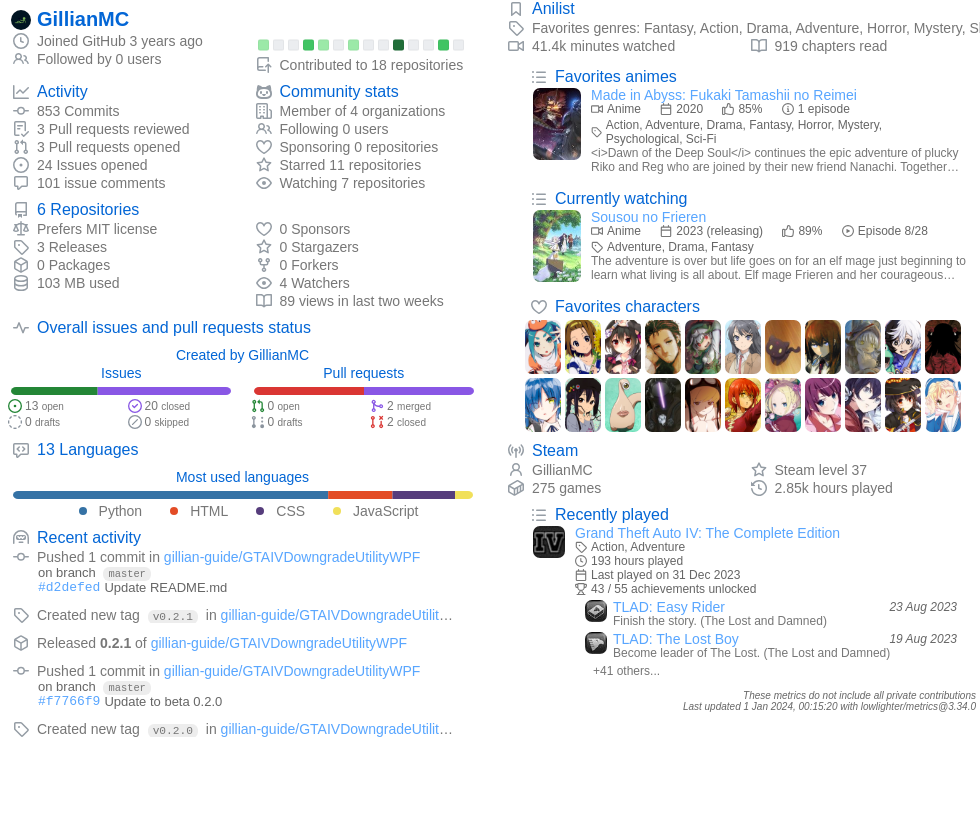 GillianMC
Joined GitHub 3 years ago
Followed by 0 users
Contributed to 18 repositories
Activity
853 Commits
3 Pull requests reviewed
3 Pull requests opened
24 Issues opened
101 issue comments
Community stats
Member of 4 organizations
Following 0 users
Sponsoring 0 repositories
Starred 11 repositories
Watching 7 repositories
6 Repositories
Prefers MIT license
3 Releases
0 Packages
103 MB used
0 Sponsors
0 Stargazers
0 Forkers
4 Watchers
89 views in last two weeks
Overall issues and pull requests status
Created by GillianMC
Issues
13 open
20 closed
0 drafts
0 skipped
Pull requests
0 open
2 merged
0 drafts
2 closed
13 Languages
Most used languages
Python HTML CSS JavaScript
Recent activity
Pushed 1 commit in gillian-guide/GTAIVDowngradeUtilityWPF
on branch master
#d2defed Update README.md
Created new tag v0.2.1 in gillian-guide/GTAIVDowngradeUtilit…
Released 0.2.1 of gillian-guide/GTAIVDowngradeUtilityWPF
Pushed 1 commit in gillian-guide/GTAIVDowngradeUtilityWPF
on branch master
#f7766f9 Update to beta 0.2.0
Created new tag v0.2.0 in gillian-guide/GTAIVDowngradeUtilit…
Anilist
Favorites genres: Fantasy, Action, Drama, Adventure, Horror, Mystery, Sl
41.4k minutes watched
919 chapters read
Favorites animes
Made in Abyss: Fukaki Tamashii no Reimei
Anime 2020 85% 1 episode
Action, Adventure, Drama, Fantasy, Horror, Mystery,
Psychological, Sci-Fi
<i>Dawn of the Deep Soul</i> continues the epic adventure of plucky
Riko and Reg who are joined by their new friend Nanachi. Together…
Currently watching
Sousou no Frieren
Anime 2023 (releasing) 89% Episode 8/28
Adventure, Drama, Fantasy
The adventure is over but life goes on for an elf mage just beginning to
learn what living is all about. Elf mage Frieren and her courageous…
Favorites characters
Steam
GillianMC
275 games
Steam level 37
2.85k hours played
Recently played
IV
Grand Theft Auto IV: The Complete Edition
Action, Adventure
193 hours played
Last played on 31 Dec 2023
43 / 55 achievements unlocked
TLAD: Easy Rider 23 Aug 2023
Finish the story. (The Lost and Damned)
TLAD: The Lost Boy 19 Aug 2023
Become leader of The Lost. (The Lost and Damned)
+41 others...
These metrics do not include all private contributions
Last updated 1 Jan 2024, 00:15:20 with lowlighter/metrics@3.34.0